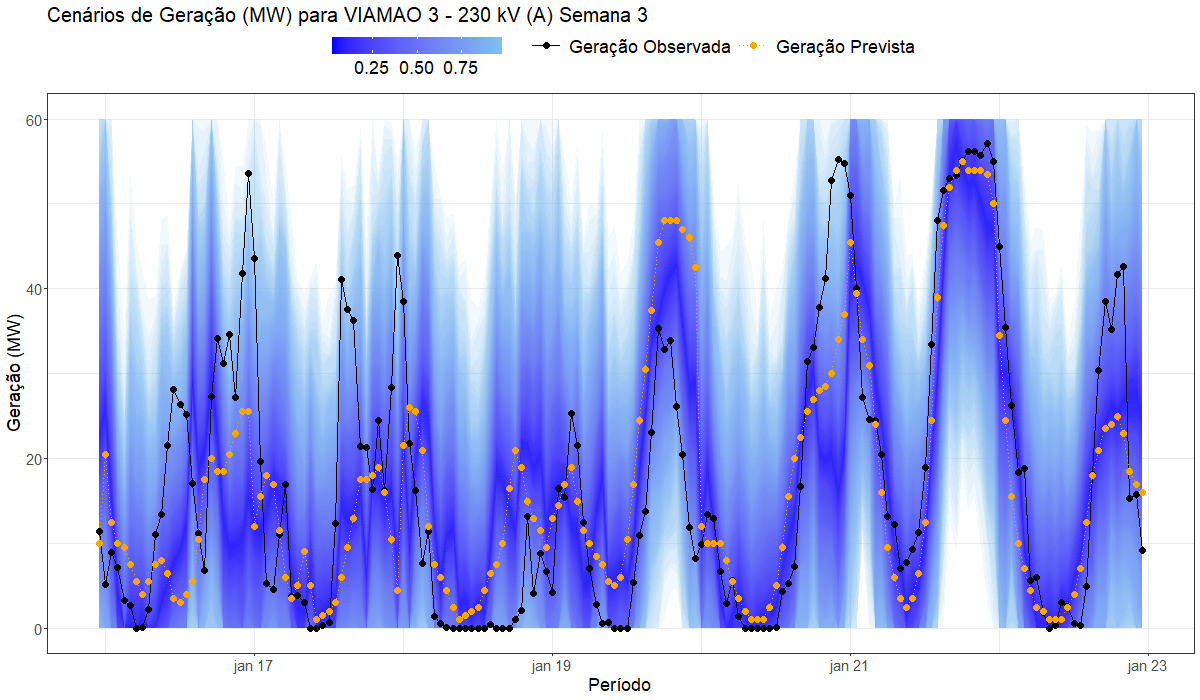 Cenários de Geração (MW) para VIAMAO 3 - 230 kV (A) Semana 3
0.25 0.50 0.75
Geração Observada
Geração Prevista
Geração (MW)
60
40
20
0
jan 17
jan 19
jan 21
jan 23
Período